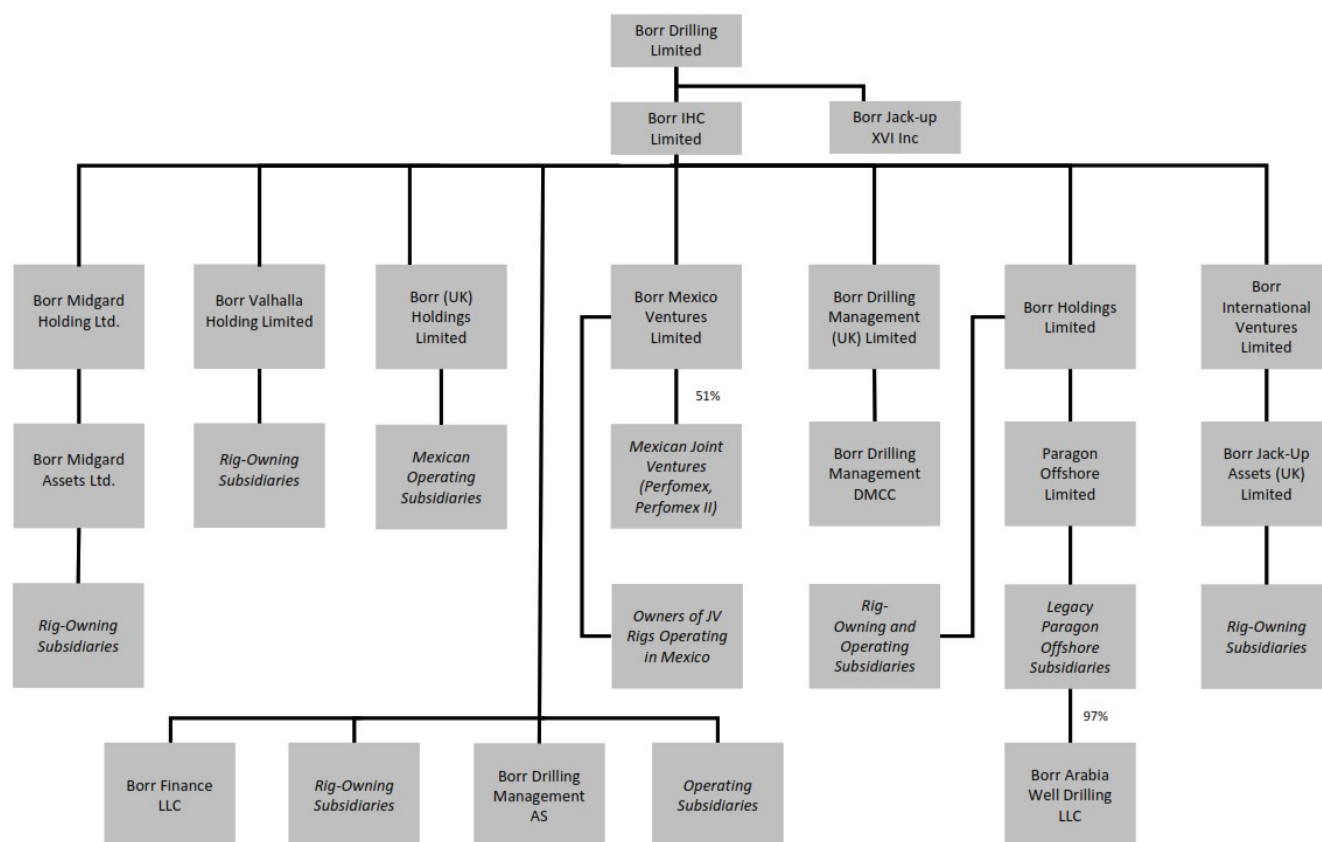 Borr Drilling
Limited
Borr IHC
Limited
Borr Jack-up
XVI Inc
Borr Midgard
Holding Ltd.
Borr Valhalla
Holding Limited
Borr (UK)
Holdings
Limited
Borr Mexico
Ventures
Limited
Borr Drilling
Management
(UK) Limited
Borr Holdings
Limited
Borr
International
Ventures
Limited
51%
Borr Midgard
Assets Ltd.
Rig-Owning
Subsidiaries
Mexican
Operating
Subsidiaries
Mexican Joint
Ventures
(Perfomex,
Perfomex II)
Borr Drilling
Management
DMCC
Paragon
Offshore
Limited
Borr Jack-Up
Assets (UK)
Limited
Rig-Owning
Subsidiaries
Owners of JV
Rigs Operating
in Mexico
Rig-
Owning and
Operating
Subsidiaries
Legacy
Paragon
Offshore
Subsidiaries
Rig-Owning
Subsidiaries
97%
Borr Finance
LLC
Rig-Owning
Subsidiaries
Borr Drilling
Management
AS
Operating
Subsidiaries
Borr Arabia
Well Drilling
LLC